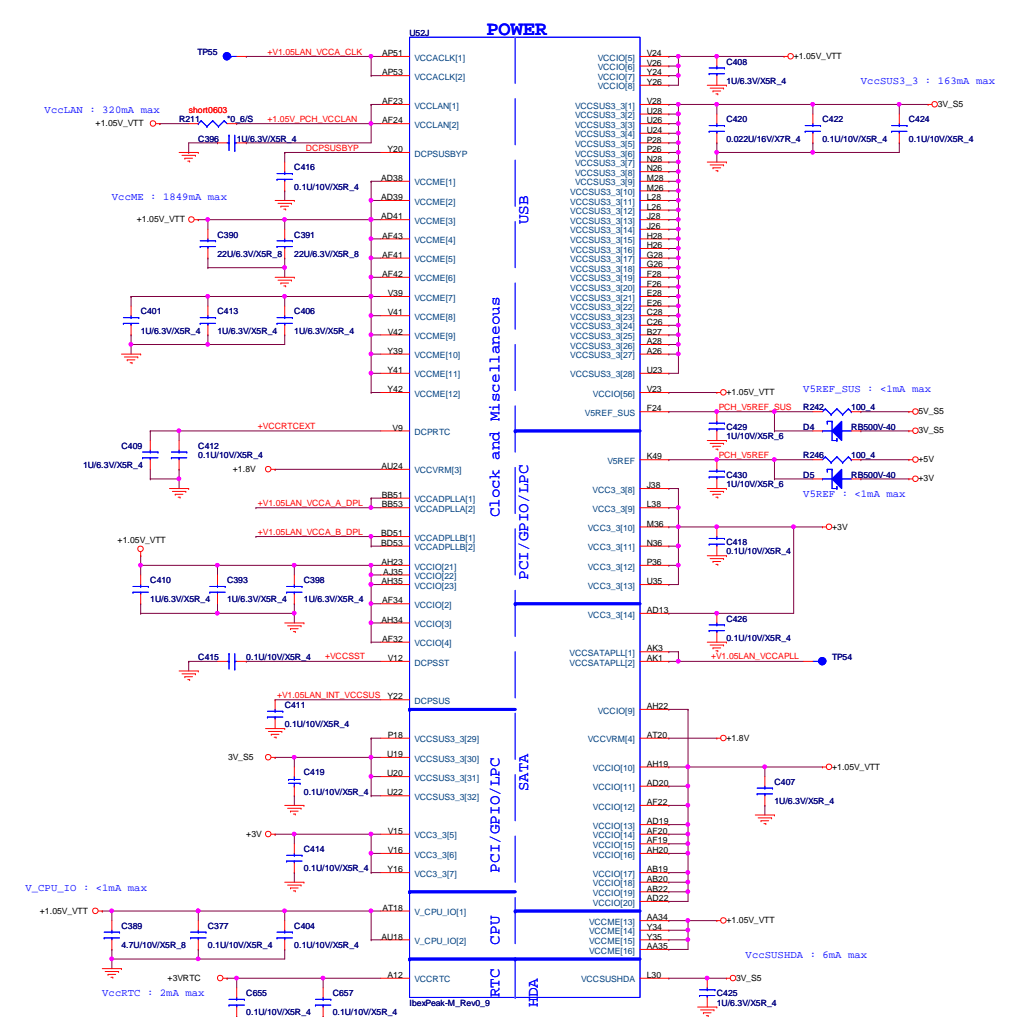 POWER
U52J
TP55
+V1.05LAN_VCCA_CLK
AP51
VCCACLK[1]
AP53
VCCACLK[2]
VccLAN : 320mA max
short0603
+1.05V_VTT
R211
*0_6/S
+1.05V_PCH_VCCLAN
AF23
VCCLAN[1]
AF24
VCCLAN[2]
C396
1U/6.3V/X5R_4
DCPSUSBYP
Y20
DCPSUSBYP
C416
0.1U/10V/X5R_4
VccME : 1849mA max
AD38
VCCME[1]
AD39
VCCME[2]
+1.05V_VTT
AD41
VCCME[3]
AF43
VCCME[4]
C390
22U/6.3V/X5R_8
C391
22U/6.3V/X5R_8
AF41
VCCME[5]
AF42
VCCME[6]
V39
VCCME[7]
V41
VCCME[8]
C401
1U/6.3V/X5R_4
C413
1U/6.3V/X5R_4
C406
1U/6.3V/X5R_4
V42
VCCME[9]
Y39
VCCME[10]
Y41
VCCME[11]
Y42
VCCME[12]
+VCCRTCEXT
V9
DCPRTC
C409
1U/6.3V/X5R_4
C412
0.1U/10V/X5R_4
+1.8V
AU24
VCCVRM[3]
+V1.05LAN_VCCA_A_DPL
BB51
VCCADPLLA[1]
BB53
VCCADPLLA[2]
+V1.05LAN_VCCA_B_DPL
BD51
VCCADPLLB[1]
BD53
VCCADPLLB[2]
+1.05V_VTT
AH23
VCCIO[21]
AJ35
VCCIO[22]
AH35
VCCIO[23]
C410
1U/6.3V/X5R_4
C393
1U/6.3V/X5R_4
C398
1U/6.3V/X5R_4
AF34
VCCIO[2]
AH34
VCCIO[3]
AF32
VCCIO[4]
C415
0.1U/10V/X5R_4
+VCCSST
V12
DCPSST
+V1.05LAN_INT_VCCSUS
Y22
DCPSUS
C411
0.1U/10V/X5R_4
P18
VCCSUS3_3[29]
3V_S5
U19
VCCSUS3_3[30]
U20
VCCSUS3_3[31]
C419
0.1U/10V/X5R_4
U22
VCCSUS3_3[32]
+3V
V15
VCC3_3[5]
V16
VCC3_3[6]
C414
0.1U/10V/X5R_4
Y16
VCC3_3[7]
V_CPU_IO : <1mA max
+1.05V_VTT
AT18
V_CPU_IO[1]
C389
4.7U/10V/X5R_8
C377
0.1U/10V/X5R_4
C404
0.1U/10V/X5R_4
AU18
V_CPU_IO[2]
+3VRTC
A12
VCCRTC
VccRTC : 2mA max
C655
0.1U/10V/X5R_4
C657
0.1U/10V/X5R_4
IbexPeak-M_Rev0_9
Clock and Miscellaneous
PCI/GPIO/LPC
CPU
RTC
USB
PCI/GPIO/LPC
SATA
HDA
VCCIO[5]
V24
+1.05V_VTT
VCCIO[6]
V26
VCCIO[7]
Y24
VCCIO[8]
Y26
C408
1U/6.3V/X5R_4
VccSUS3_3 : 163mA max
VCCSUS3_3[1]
V28
3V_S5
VCCSUS3_3[2]
U28
VCCSUS3_3[3]
U26
VCCSUS3_3[4]
U24
VCCSUS3_3[5]
P28
VCCSUS3_3[6]
P26
VCCSUS3_3[7]
N28
VCCSUS3_3[8]
N26
VCCSUS3_3[9]
M28
VCCSUS3_3[10]
M26
VCCSUS3_3[11]
L28
VCCSUS3_3[12]
L26
VCCSUS3_3[13]
J28
VCCSUS3_3[14]
J26
VCCSUS3_3[15]
H28
VCCSUS3_3[16]
H26
VCCSUS3_3[17]
G28
VCCSUS3_3[18]
G26
VCCSUS3_3[19]
F28
VCCSUS3_3[20]
F26
VCCSUS3_3[21]
E28
VCCSUS3_3[22]
E26
VCCSUS3_3[23]
C28
VCCSUS3_3[24]
C26
VCCSUS3_3[25]
B27
VCCSUS3_3[26]
A28
VCCSUS3_3[27]
A26
VCCSUS3_3[28]
U23
C420
0.022U/16V/X7R_4
C422
0.1U/10V/X5R_4
C424
0.1U/10V/X5R_4
VCCIO[56]
V23
+1.05V_VTT
V5REF_SUS : <1mA max
V5REF_SUS
F24
PCH_V5REF_SUS
R242
100_4
5V_S5
C429
1U/10V/X5R_6
D4
RB500V-40
3V_S5
V5REF
K49
PCH_V5REF
R246
100_4
+5V
C430
1U/10V/X5R_6
D5
RB500V-40
+3V
V5REF : <1mA max
VCC3_3[8]
J38
VCC3_3[9]
L38
VCC3_3[10]
M36
+3V
VCC3_3[11]
N36
C418
0.1U/10V/X5R_4
VCC3_3[12]
P36
VCC3_3[13]
U35
VCC3_3[14]
AD13
C426
0.1U/10V/X5R_4
VCCSATAPLL[1]
AK3
VCCSATAPLL[2]
AK1
+V1.05LAN_VCCAPLL
TP54
VCCIO[9]
AH22
VCCVRM[4]
AT20
+1.8V
VCCIO[10]
AH19
+1.05V_VTT
VCCIO[11]
AD20
C407
1U/6.3V/X5R_4
VCCIO[12]
AF22
VCCIO[13]
AD19
VCCIO[14]
AF20
VCCIO[15]
AF19
VCCIO[16]
AH20
VCCIO[17]
AB19
VCCIO[18]
AB20
VCCIO[19]
AB22
VCCIO[20]
AD22
VCCME[13]
AA34
+1.05V_VTT
VCCME[14]
Y34
VCCME[15]
Y35
VCCME[16]
AA35
VccSUSHDA : 6mA max
VCCSUSHDA
L30
3V_S5
C425
1U/6.3V/X5R_4